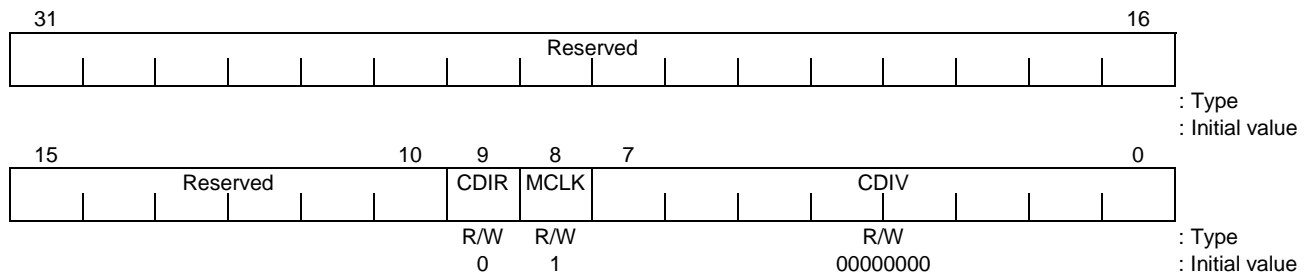 31 16
Reserved
: Type
: Initial value
15 10 9 8 7 0
Reserved CDIR MCLK CDIV
R/W R/W R/W : Type
0 1 00000000 : Initial value